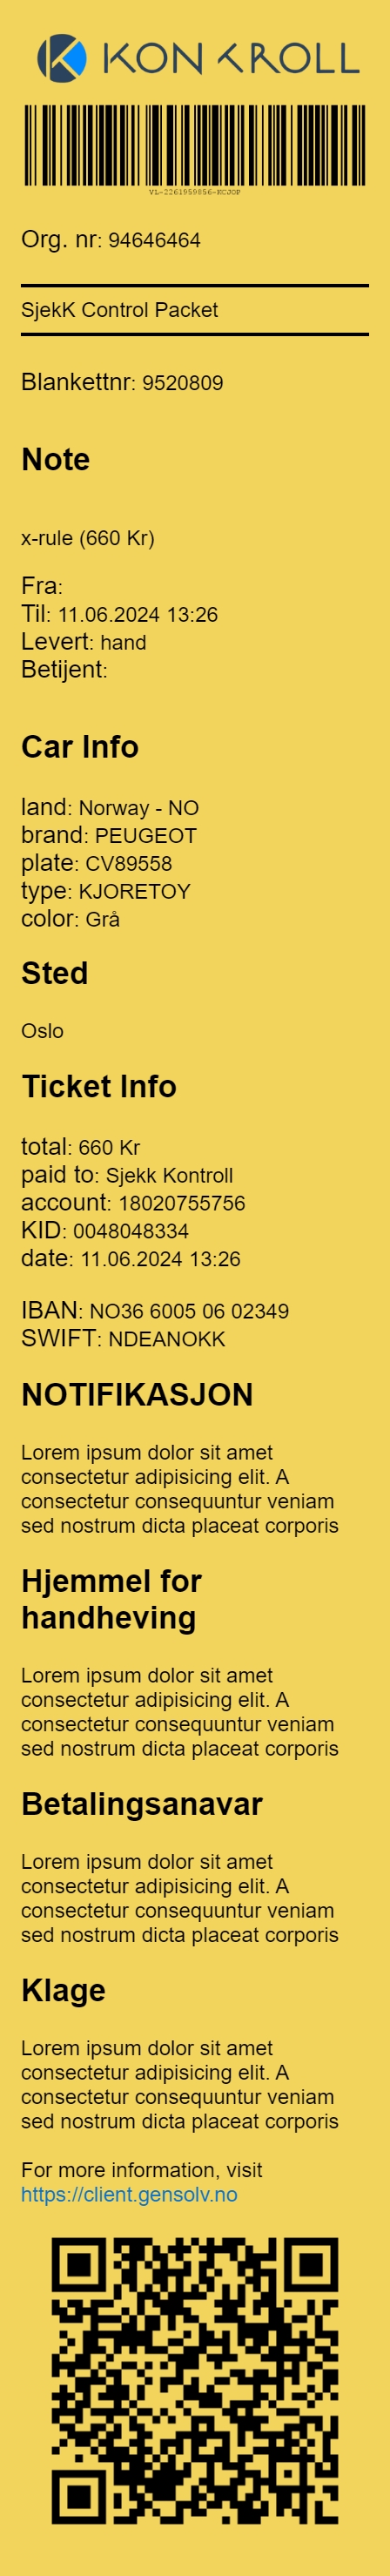 KON KROLL
VL-2261959856-KCJOP
Org. nr: 94646464
SjekK Control Packet
Blankettnr: 9520809
Note
x-rule (660 Kr)
Fra:
Til: 11.06.2024 13:26
Levert: hand
Betijent:
Car Info
land: Norway - NO
brand: PEUGEOT
plate: CV89558
type: KJORETOY
color: Grå
Sted
Oslo
Ticket Info
total: 660 Kr
paid to: Sjekk Kontroll
account: 18020755756
KID: 0048048334
date: 11.06.2024 13:26
IBAN: NO36 6005 06 02349
SWIFT: NDEANOKK
NOTIFIKASJON
Lorem ipsum dolor sit amet
consectetur adipisicing elit. A
consectetur consequuntur veniam
sed nostrum dicta placeat corporis
Hjemmel for
handheving
Lorem ipsum dolor sit amet
consectetur adipisicing elit. A
consectetur consequuntur veniam
sed nostrum dicta placeat corporis
Betalingsanavar
Lorem ipsum dolor sit amet
consectetur adipisicing elit. A
consectetur consequuntur veniam
sed nostrum dicta placeat corporis
Klage
Lorem ipsum dolor sit amet
consectetur adipisicing elit. A
consectetur consequuntur veniam
sed nostrum dicta placeat corporis
For more information, visit
https://client.gensolv.no